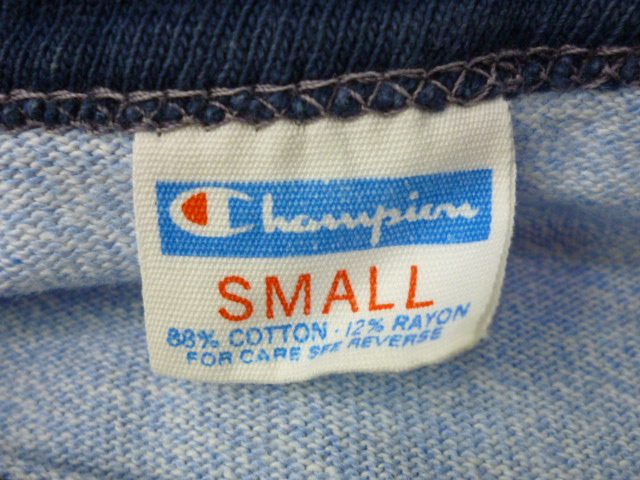 Champion
SMALL
88% COTTON · 12% RAYON
FOR CARE SEE REVERSE